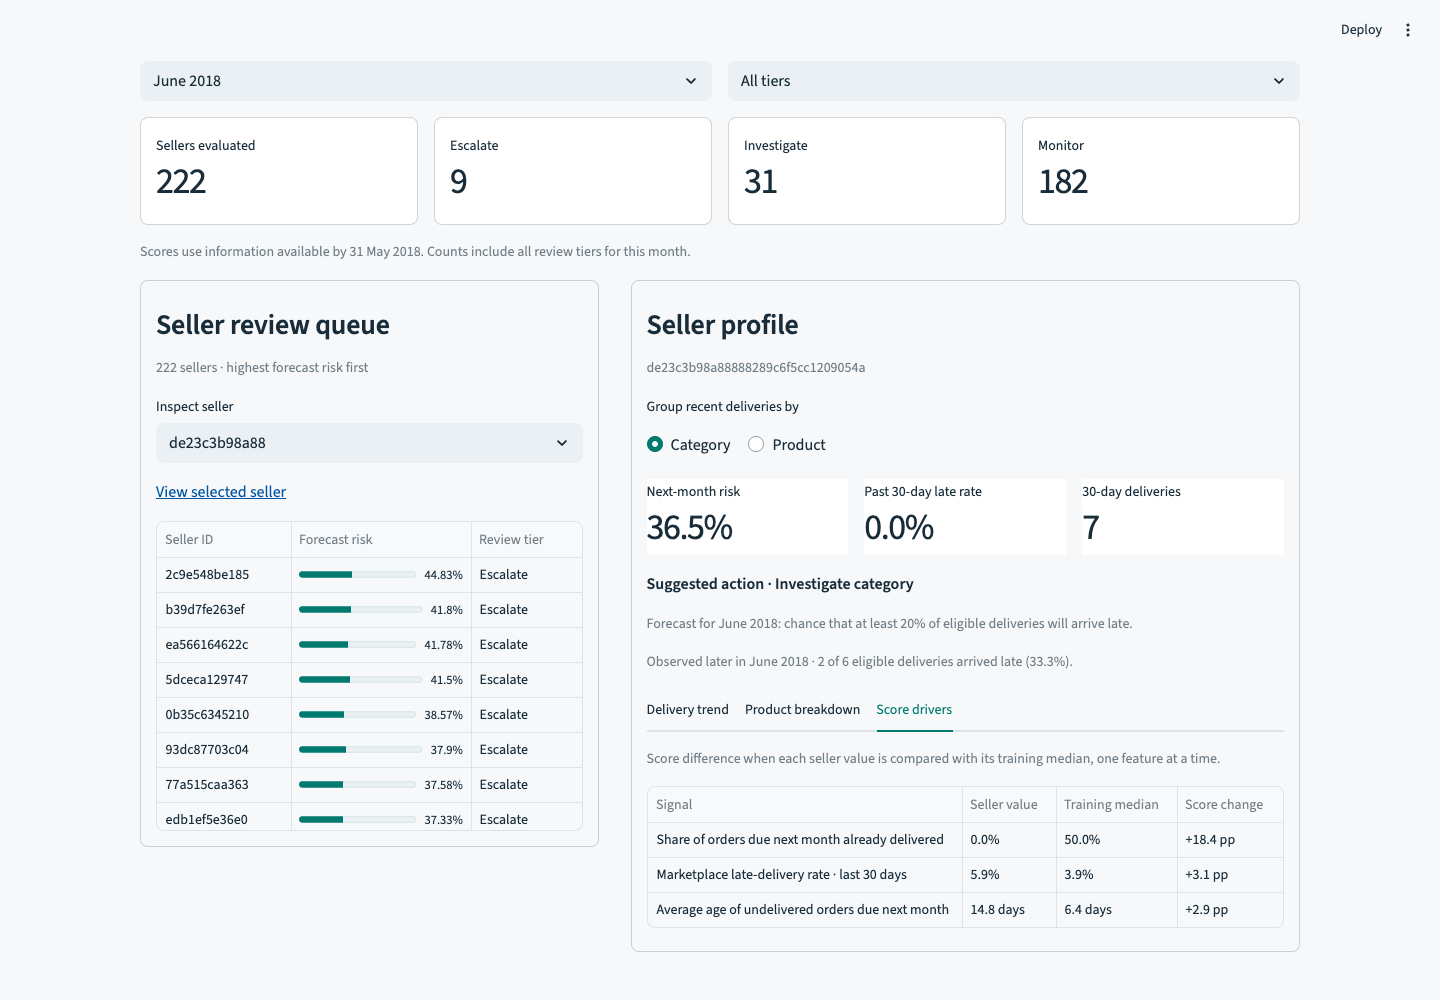 Deploy
June 2018
All tiers
Sellers evaluated
222
Escalate
9
Investigate
31
Monitor
182
Scores use information available by 31 May 2018. Counts include all review tiers for this month.
Seller review queue
222 sellers · highest forecast risk first
Inspect seller
de23c3b98a88
View selected seller
Seller ID Forecast risk Review tier
2c9e548be185 44.83% Escalate
b39d7fe263ef 41.8% Escalate
ea566164622c 41.78% Escalate
5dceca129747 41.5% Escalate
0b35c6345210 38.57% Escalate
93dc87703c04 37.9% Escalate
77a515caa363 37.58% Escalate
edb1ef5e36e0 37.33% Escalate
Seller profile
de23c3b98a88888289c6f5cc1209054a
Group recent deliveries by
Category Product
Next-month risk
36.5%
Past 30-day late rate
0.0%
30-day deliveries
7
Suggested action · Investigate category
Forecast for June 2018: chance that at least 20% of eligible deliveries will arrive late.
Observed later in June 2018 · 2 of 6 eligible deliveries arrived late (33.3%).
Delivery trend Product breakdown Score drivers
Score difference when each seller value is compared with its training median, one feature at a time.
Signal Seller value Training median Score change
Share of orders due next month already delivered 0.0% 50.0% +18.4 pp
Marketplace late-delivery rate · last 30 days 5.9% 3.9% +3.1 pp
Average age of undelivered orders due next month 14.8 days 6.4 days +2.9 pp